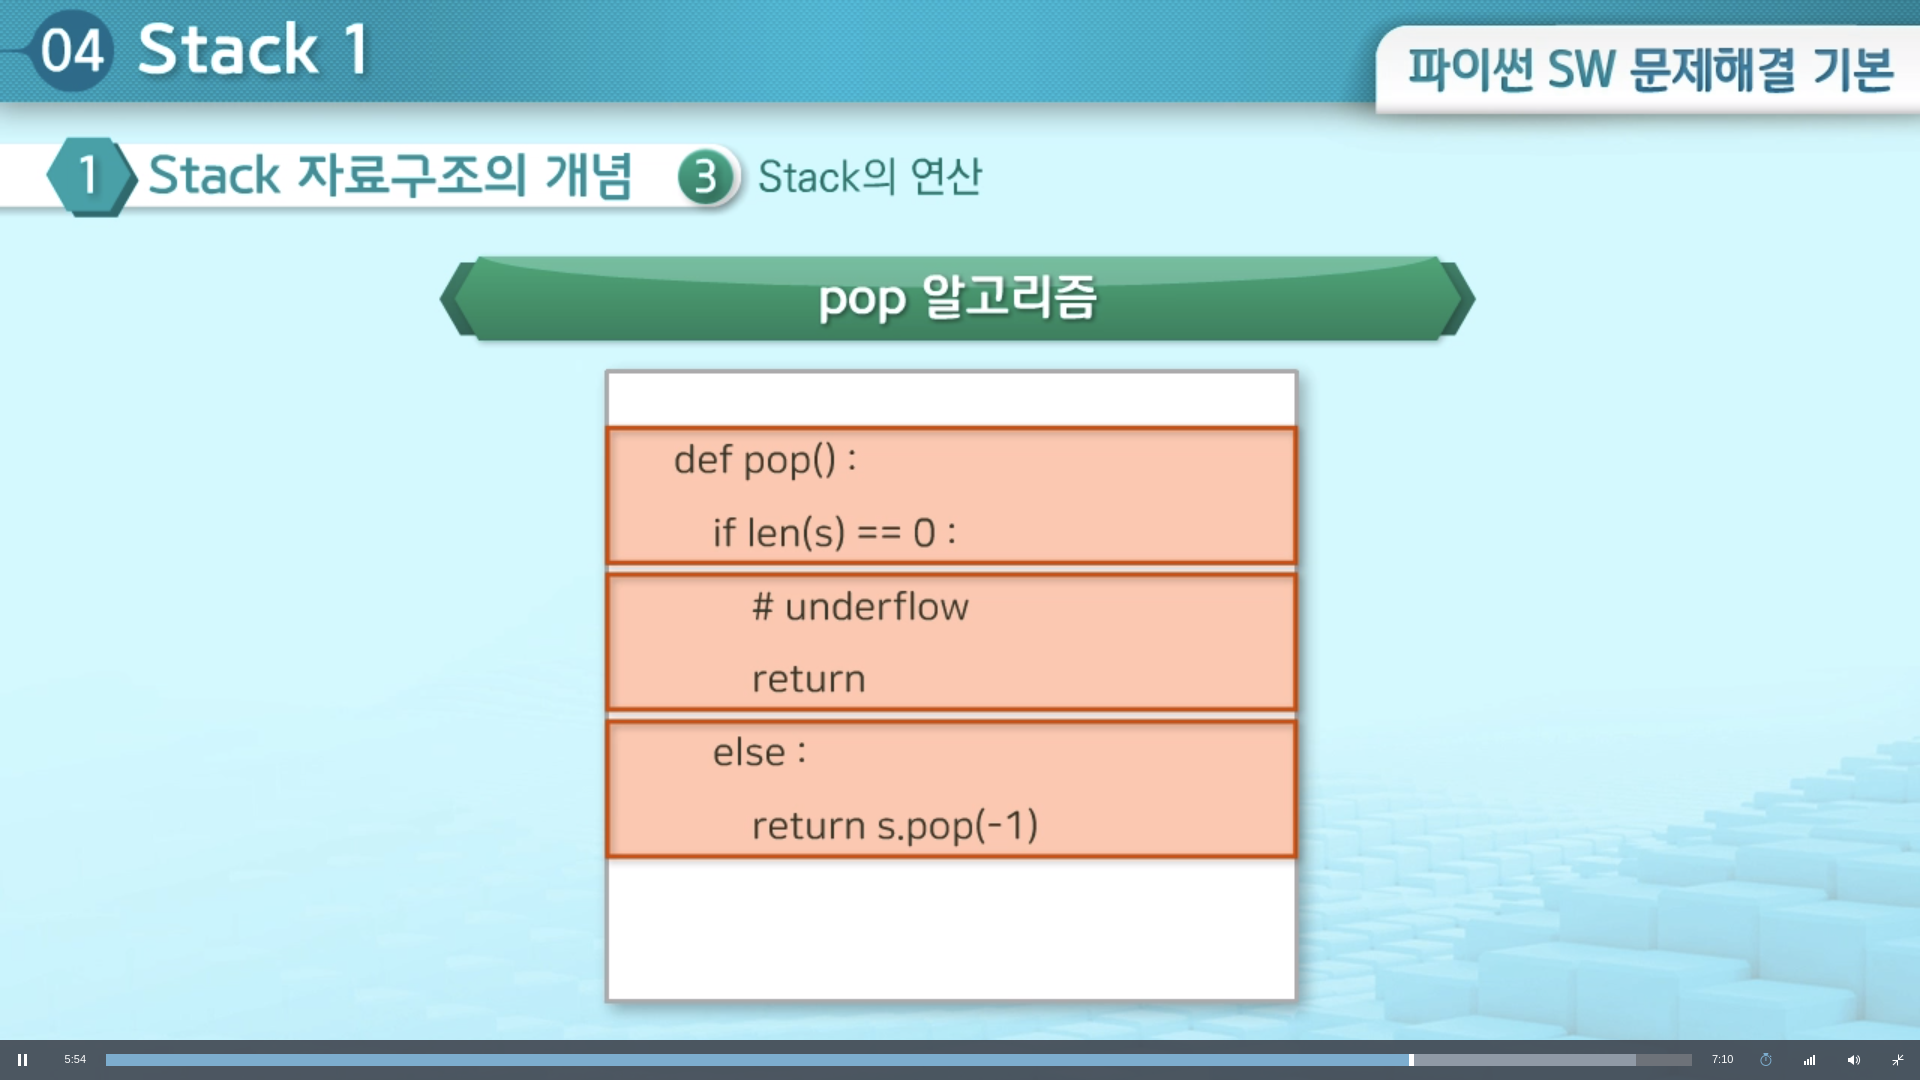 04 Stack 1
파이썬 SW 문제해결 기본
1 Stack 자료구조의 개념 3 Stack의 연산
pop 알고리즘
def pop() :
if len(s) == 0 :
# underflow
return
else :
return s.pop(-1)
5:54 7:10